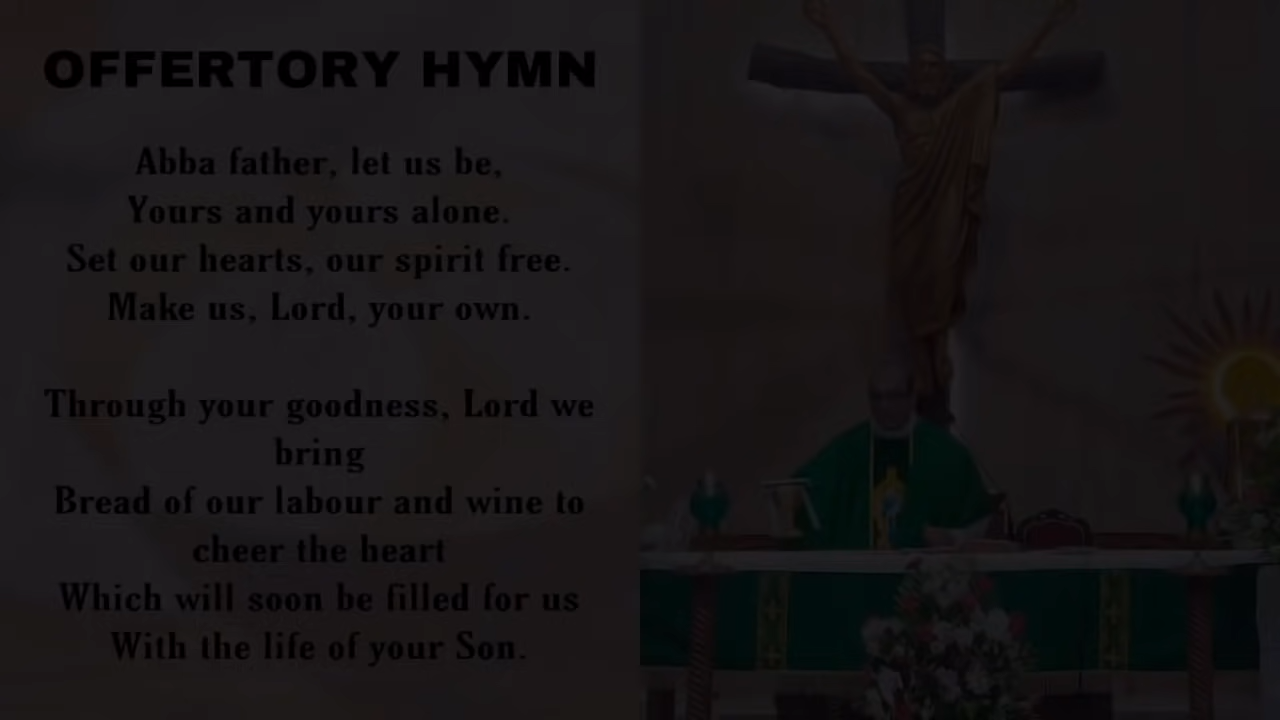 OFFERTORY HYMN
Abba father, let us be,
Yours and yours alone.
Set our hearts, our spirit free.
Make us, Lord, your own.
Through your goodness, Lord we
bring
Bread of our labour and wine to
cheer the heart
Which will soon be filled for us
With the life of your Son.